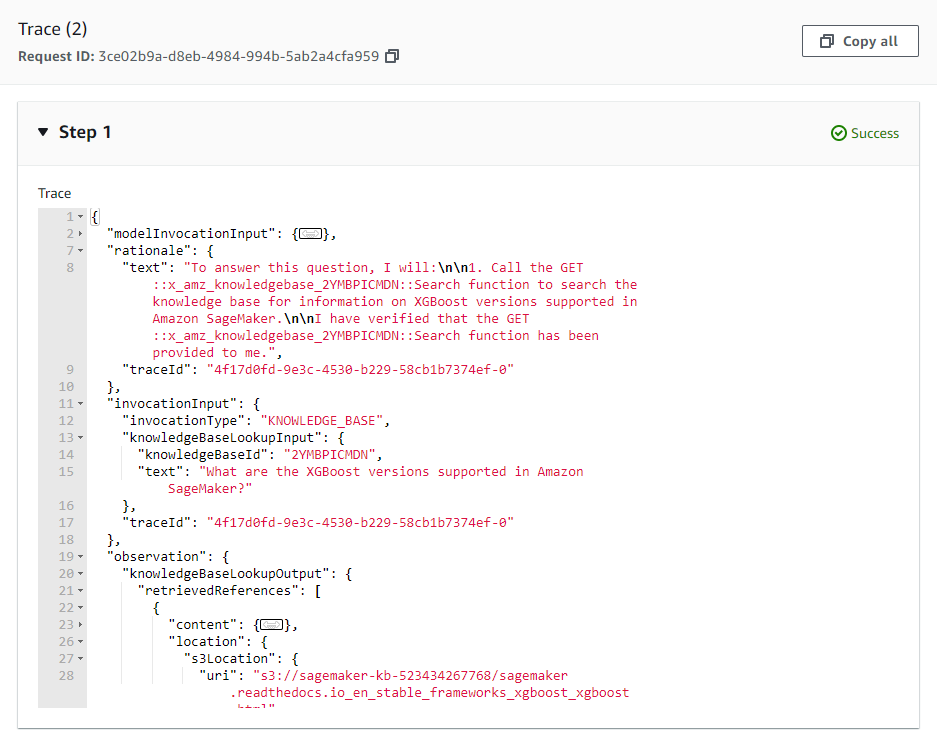 Trace (2)
Request ID: 3ce02b9a-d8eb-4984-994b-5ab2a4cfa959
Copy all
Step 1
Success
Trace
1 {
2 "modelInvocationInput": {},
7 "rationale": {
8 "text": "To answer this question, I will:\n\n1. Call the GET
::x_amz_knowledgebase_2YMBPICMDN::Search function to search the
knowledge base for information on XGBoost versions supported in
Amazon SageMaker.\n\nI have verified that the GET
::x_amz_knowledgebase_2YMBPICMDN::Search function has been
provided to me.",
9 "traceId": "4f17d0fd-9e3c-4530-b229-58cb1b7374ef-0"
10 },
11 "invocationInput": {
12 "invocationType": "KNOWLEDGE_BASE",
13 "knowledgeBaseLookupInput": {
14 "knowledgeBaseId": "2YMBPICMDN",
15 "text": "What are the XGBoost versions supported in Amazon
SageMaker?"
16 },
17 "traceId": "4f17d0fd-9e3c-4530-b229-58cb1b7374ef-0"
18 },
19 "observation": {
20 "knowledgeBaseLookupOutput": {
21 "retrievedReferences": [
22 {
23 "content": {},
26 "location": {
27 "s3Location": {
28 "uri": "s3://sagemaker-kb-523434267768/sagemaker
.readthedocs.io_en_stable_frameworks_xgboost_xgboost
.html"